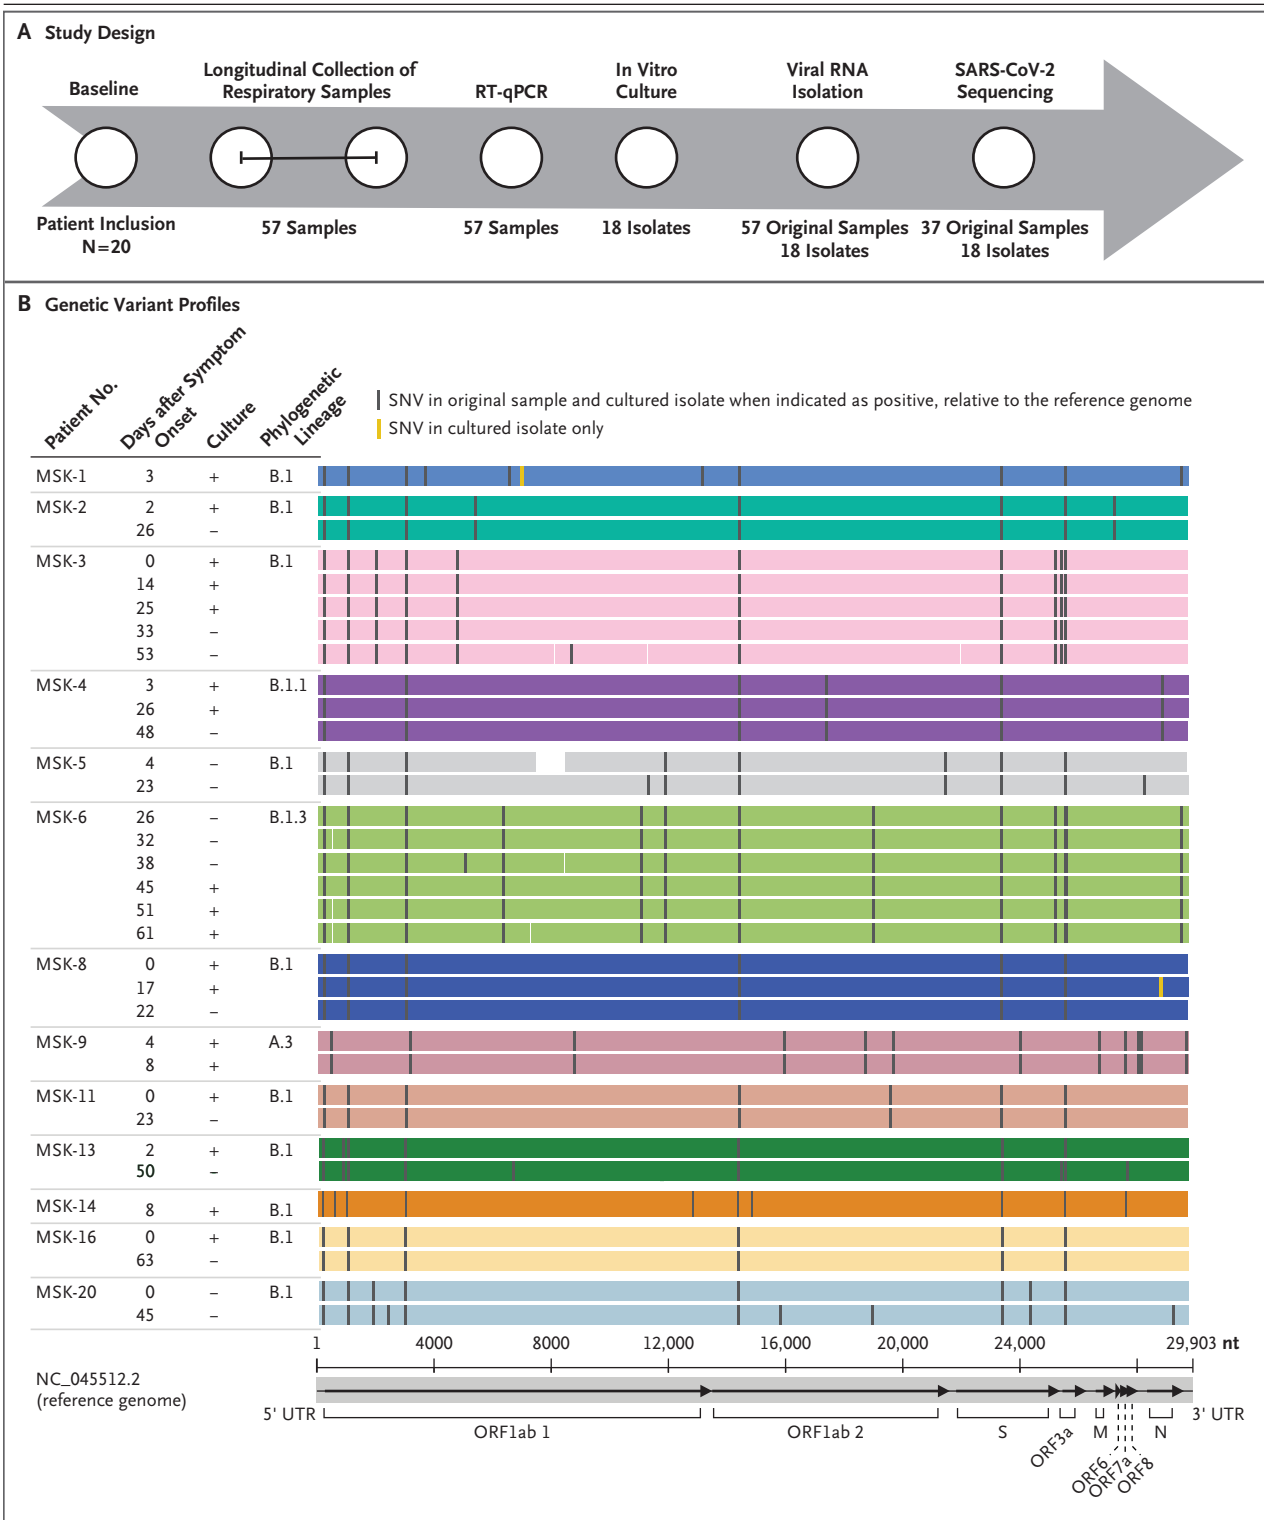 A Study Design
Baseline
Longitudinal Collection of
Respiratory Samples
RT-qPCR
In Vitro
Culture
Viral RNA
Isolation
SARS-CoV-2
Sequencing
Patient Inclusion
N=20
57 Samples
57 Samples
18 Isolates
57 Original Samples
18 Isolates
37 Original Samples
18 Isolates
B Genetic Variant Profiles
Patient No.
Days after Symptom
Onset
Culture
Phylogenetic
Lineage
SNV in original sample and cultured isolate when indicated as positive, relative to the reference genome
SNV in cultured isolate only
MSK-1 3 + B.1
MSK-2 2 + B.1
26 –
MSK-3 0 + B.1
14 +
25 +
33 –
53 –
MSK-4 3 + B.1.1
26 +
48 –
MSK-5 4 – B.1
23 –
MSK-6 26 – B.1.3
32 –
38 –
45 +
51 +
61 +
MSK-8 0 + B.1
17 +
22 –
MSK-9 4 + A.3
8 +
MSK-11 0 + B.1
23 –
MSK-13 2 + B.1
50 –
MSK-14 8 + B.1
MSK-16 0 + B.1
63 –
MSK-20 0 – B.1
45 –
1 4000 8000 12,000 16,000 20,000 24,000 29,903 nt
NC_045512.2
(reference genome)
5' UTR
3' UTR
ORF1ab 1
ORF1ab 2
S
ORF3a
M
ORF6
ORF7a
ORF8
N